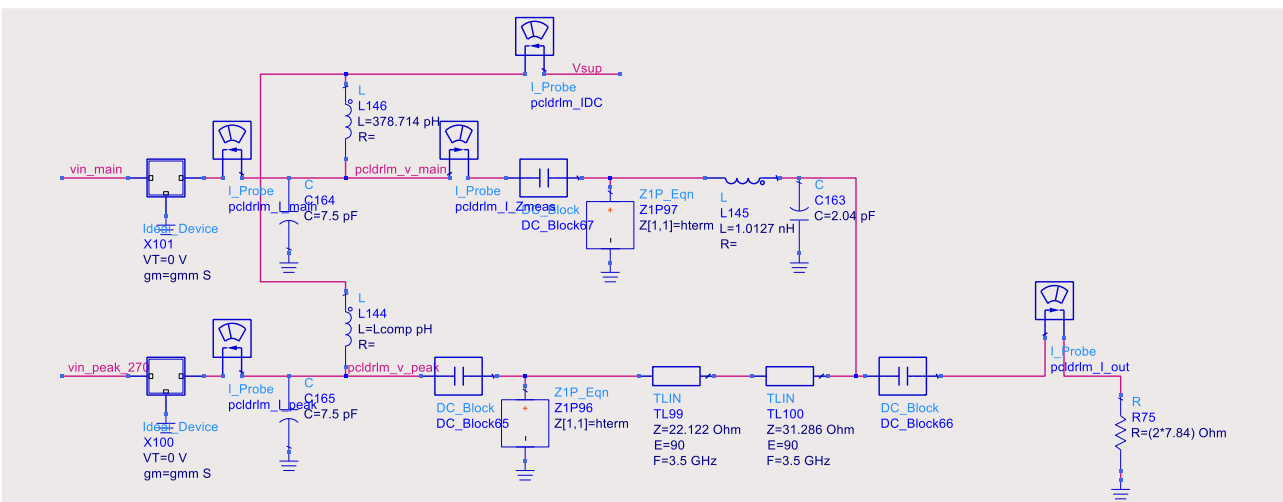 Vsup
I_Probe
pcldrlm_IDC
L
L146
L=378.714 pH
R=
vin_main
pcldrlm_v_main
I_Probe
pcldrlm_I_main
C
C164
C=7.5 pF
I_Probe
pcldrlm_I_Zmeas
DC_Block
DC_Block67
Z1P_Eqn
Z1P97
Z[1,1]=hterm
L
L145
L=1.0127 nH
R=
C
C163
C=2.04 pF
Ideal_Device
X101
VT=0 V
gm=gmm S
L
L144
L=Lcomp pH
R=
vin_peak_270
pcldrlm_v_peak
I_Probe
pcldrlm_I_peak
C
C165
C=7.5 pF
DC_Block
DC_Block65
Z1P_Eqn
Z1P96
Z[1,1]=hterm
TLIN
TL99
Z=22.122 Ohm
E=90
F=3.5 GHz
TLIN
TL100
Z=31.286 Ohm
E=90
F=3.5 GHz
DC_Block
DC_Block66
I_Probe
pcldrlm_I_out
R
R75
R=(2*7.84) Ohm
Ideal_Device
X100
VT=0 V
gm=gmm S